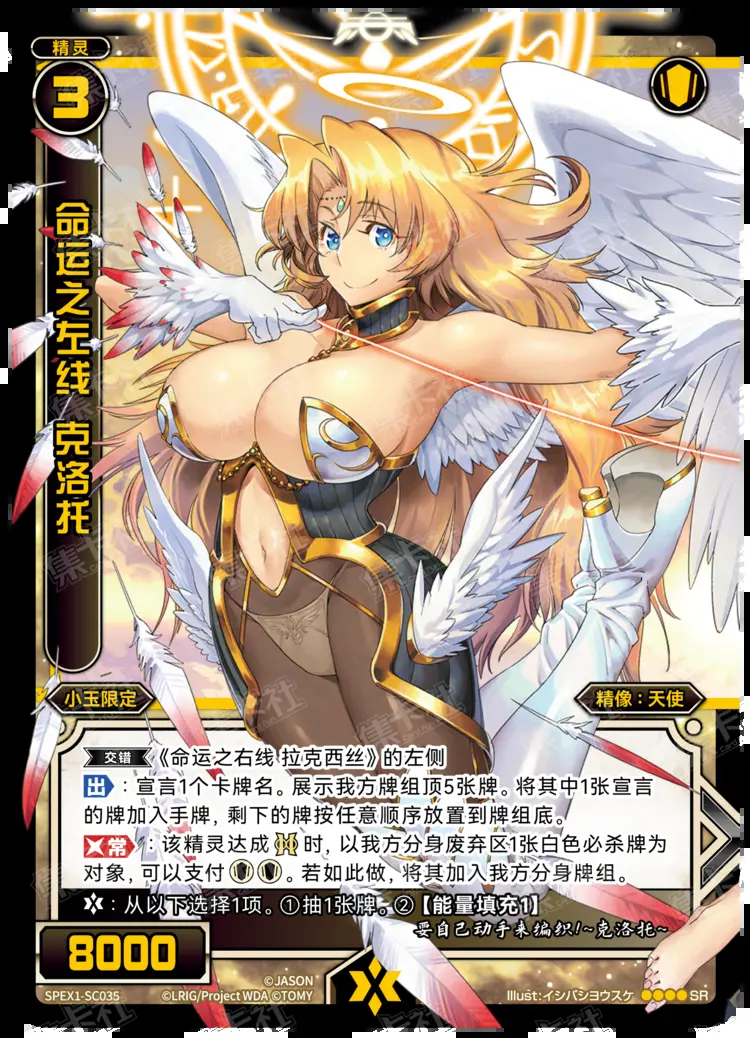 精灵
3
命运之左线 克洛托
小玉限定
精像：天使
交错 《命运之右线 拉克西丝》的左侧
出：宣言1个卡牌名。展示我方牌组顶5张牌。将其中1张宣言
的牌加入手牌，剩下的牌按任意顺序放置到牌组底。
常：该精灵达成 时，以我方分身废弃区1张白色必杀牌为
对象，可以支付 。若如此做，将其加入我方分身牌组。
：从以下选择1项。①抽1张牌。②【能量填充1】
要自己动手来编织!~克洛托~
8000
©JASON
SPEX1-SC035 ©LRIG/Project WDA ©TOMY
Illust:イシバシヨウスケ SR
集卡社